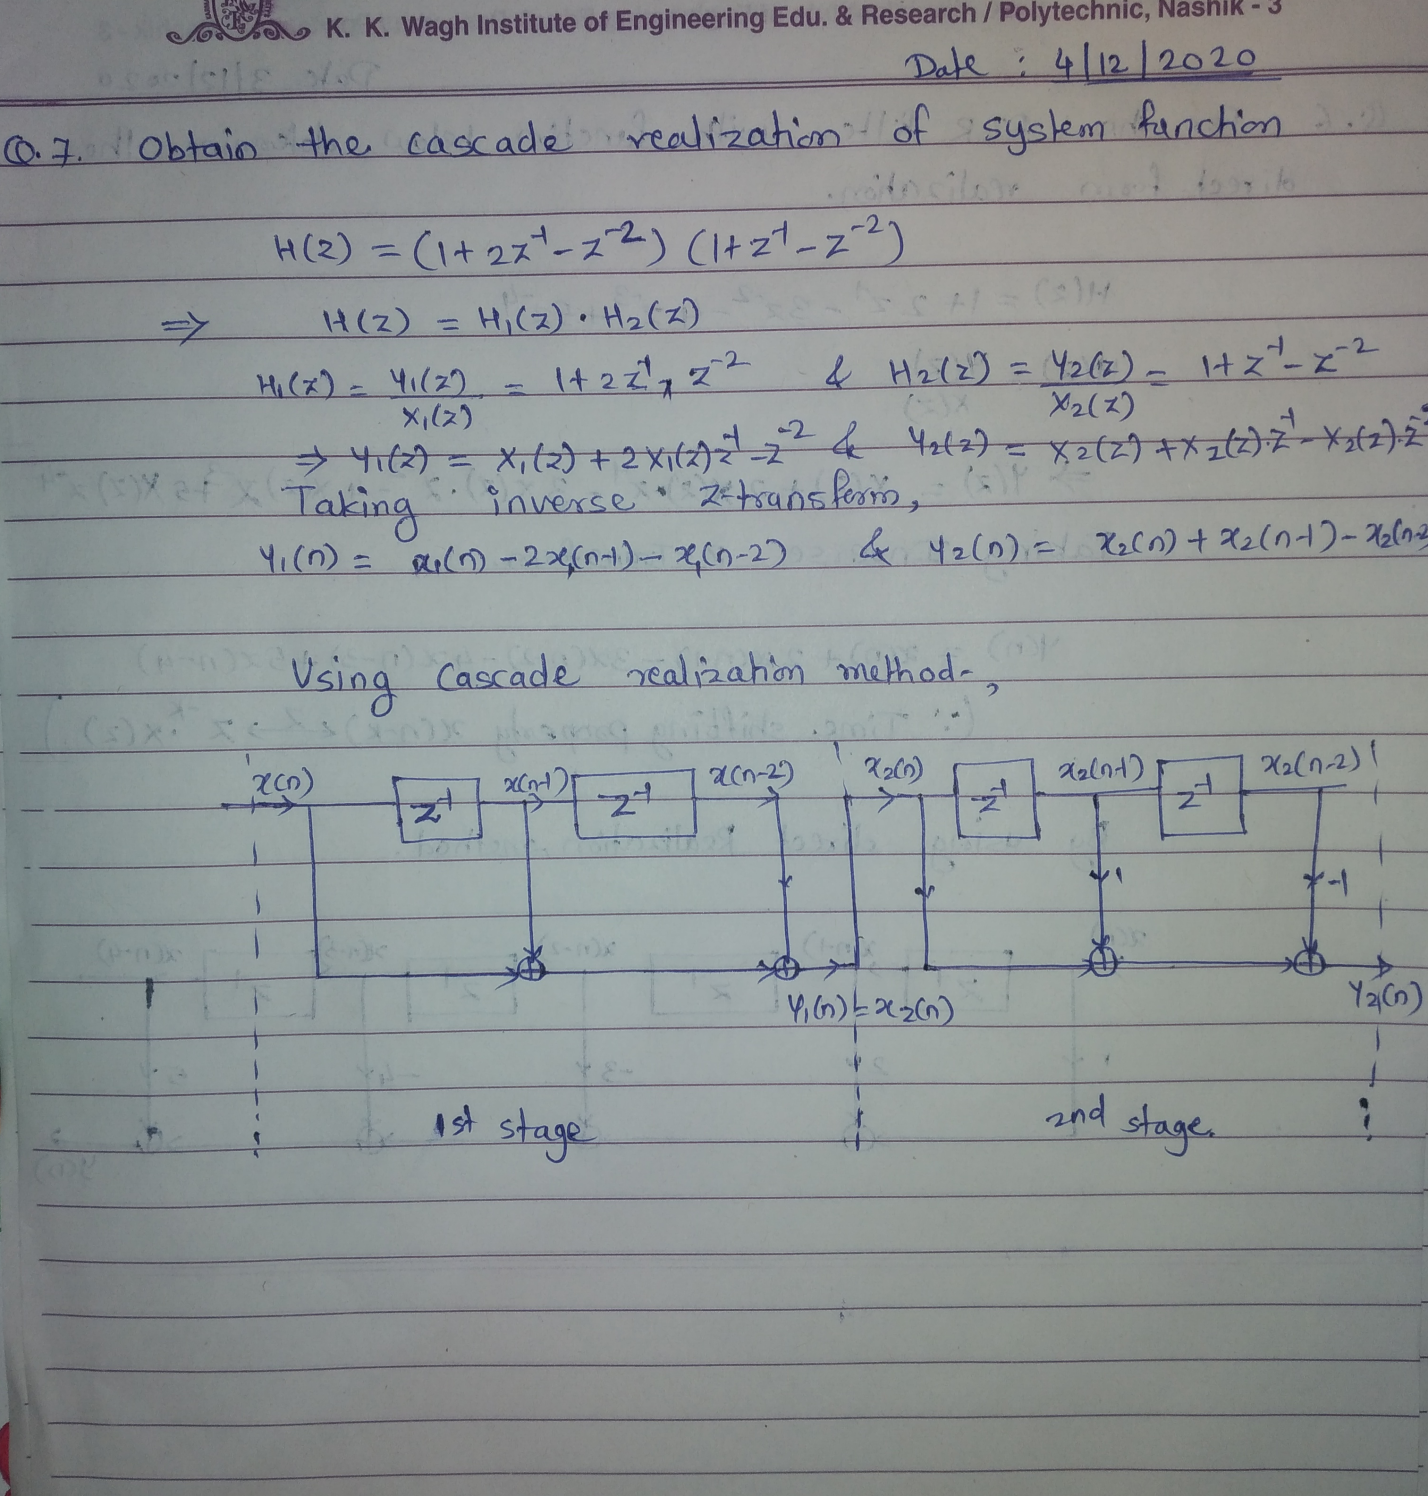 K. K. Wagh Institute of Engineering Edu. & Research / Polytechnic, Nashik - 3
Date : 4/12/2020
Q.7. Obtain the cascade realization of system function
H(z) = (1+2z⁻¹-z⁻²) (1+z⁻¹-z⁻²)
⇒ H(z) = H₁(z) · H₂(z)
H₁(z) = Y₁(z)/X₁(z) = 1+2z⁻¹-z⁻² & H₂(z) = Y₂(z)/X₂(z) = 1+z⁻¹-z⁻²
⇒ Y₁(z) = X₁(z) + 2X₁(z)z⁻¹-z⁻² & Y₂(z) = X₂(z) + X₂(z)·z⁻¹ - X₂(z)·z⁻²
Taking inverse z-transform,
y₁(n) = x₁(n) - 2x₁(n-1) - x₁(n-2) & y₂(n) = x₂(n) + x₂(n-1) - x₂(n-2
Using Cascade realization method-,
x(n) z⁻¹ x(n-1) z⁻¹ x(n-2) x₂(n) z⁻¹ x₂(n-1) z⁻¹ x₂(n-2)
1 -1
y₁(n) = x₂(n) y₂(n)
1st stage 2nd stage.